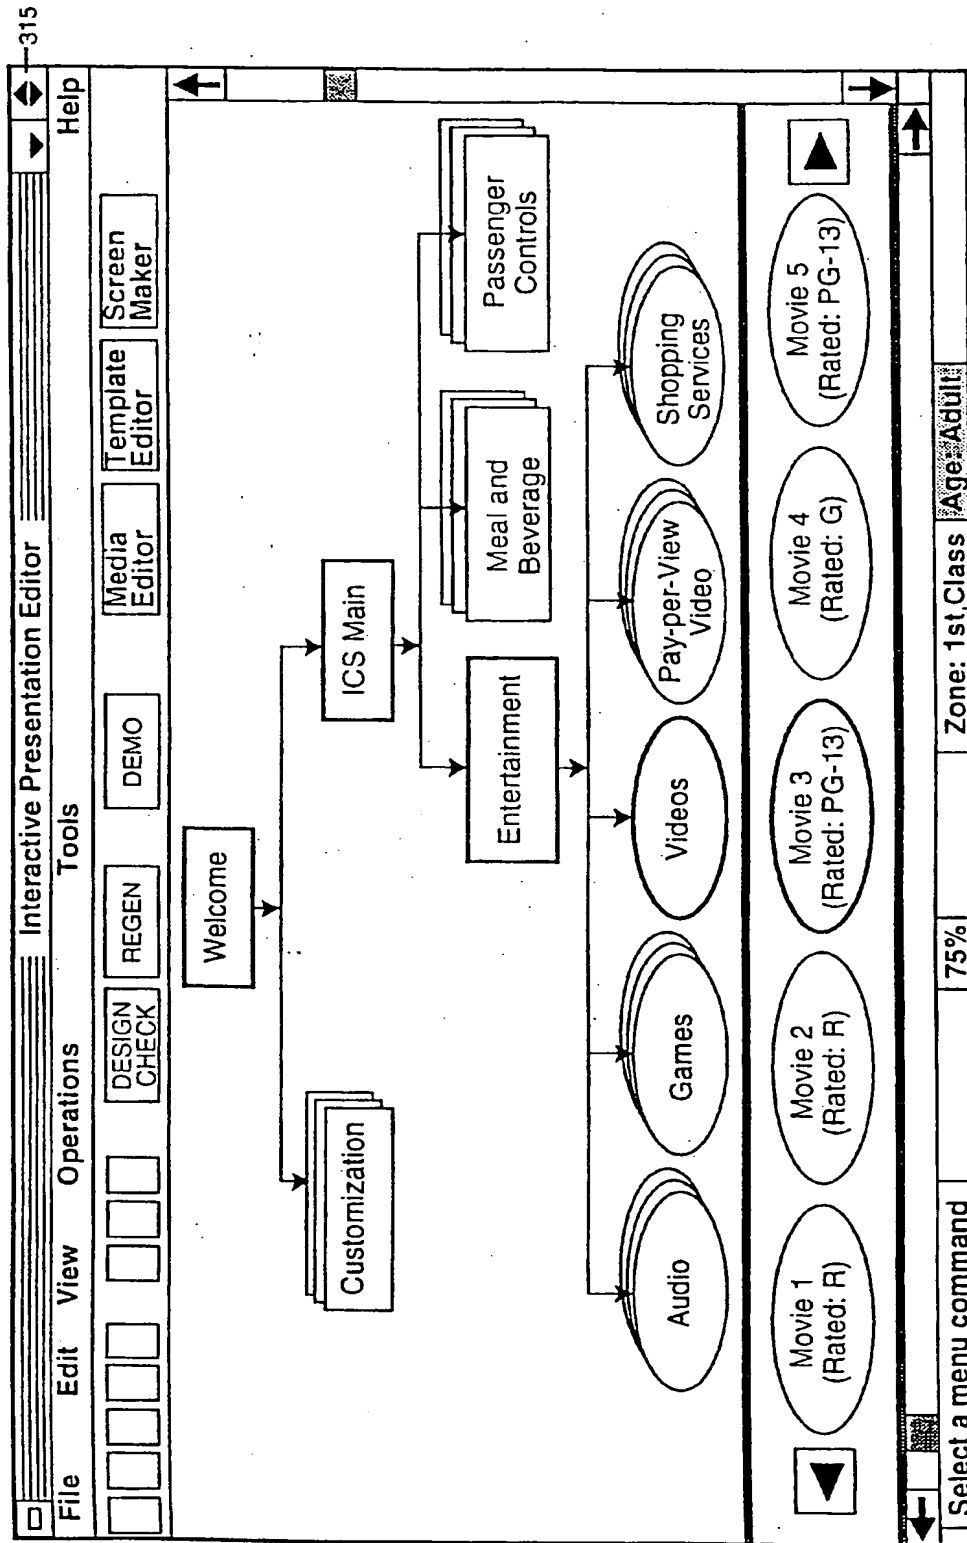 315
Interactive Presentation Editor
File Edit View Operations Tools Help
DESIGN
CHECK
REGEN
DEMO
Media
Editor
Template
Editor
Screen
Maker
Welcome
Customization
ICS Main
Entertainment
Meal and
Beverage
Passenger
Controls
Audio
Games
Videos
Pay-per-View
Video
Shopping
Services
Movie 1
(Rated: R)
Movie 2
(Rated: R)
Movie 3
(Rated: PG-13)
Movie 4
(Rated: G)
Movie 5
(Rated: PG-13)
Select a menu command
75%
Zone: 1st, Class
Age: Adult